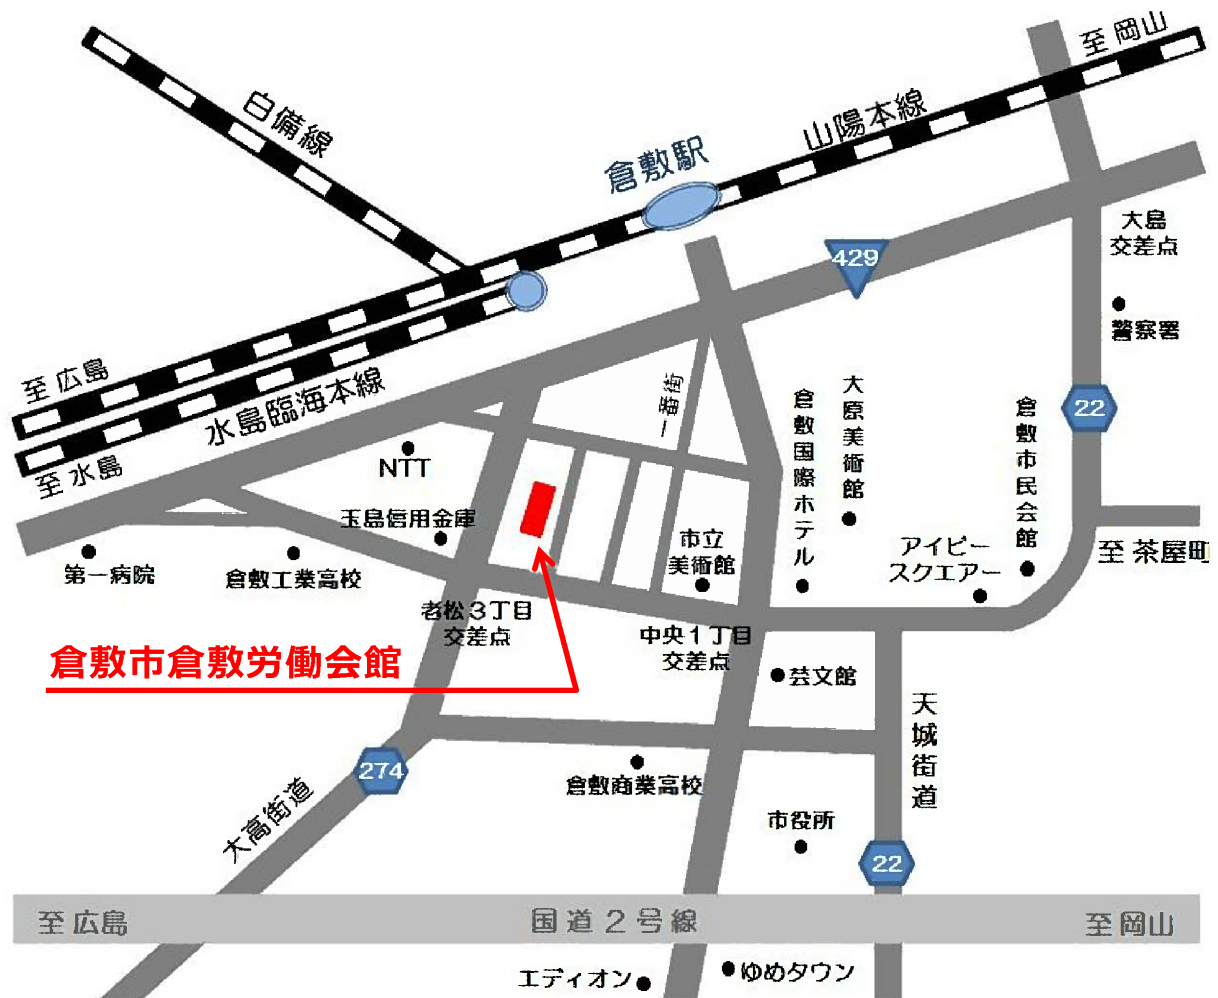 至岡山
白備線
山陽本線
倉敷駅
大島
交差点
429
警察署
至広島
水島臨海本線
至水島
一番街
大原美術館
倉敷国際ホテル
倉敷市民会館
22
NTT
玉島信用金庫
市立
美術館
アイビー
スクエアー
至茶屋町
第一病院
倉敷工業高校
老松3丁目
交差点
中央1丁目
交差点
倉敷市倉敷労働会館
芸文館
天城街道
274
倉敷商業高校
大高街道
市役所
22
至広島
国道2号線
至岡山
エディオン
ゆめタウン